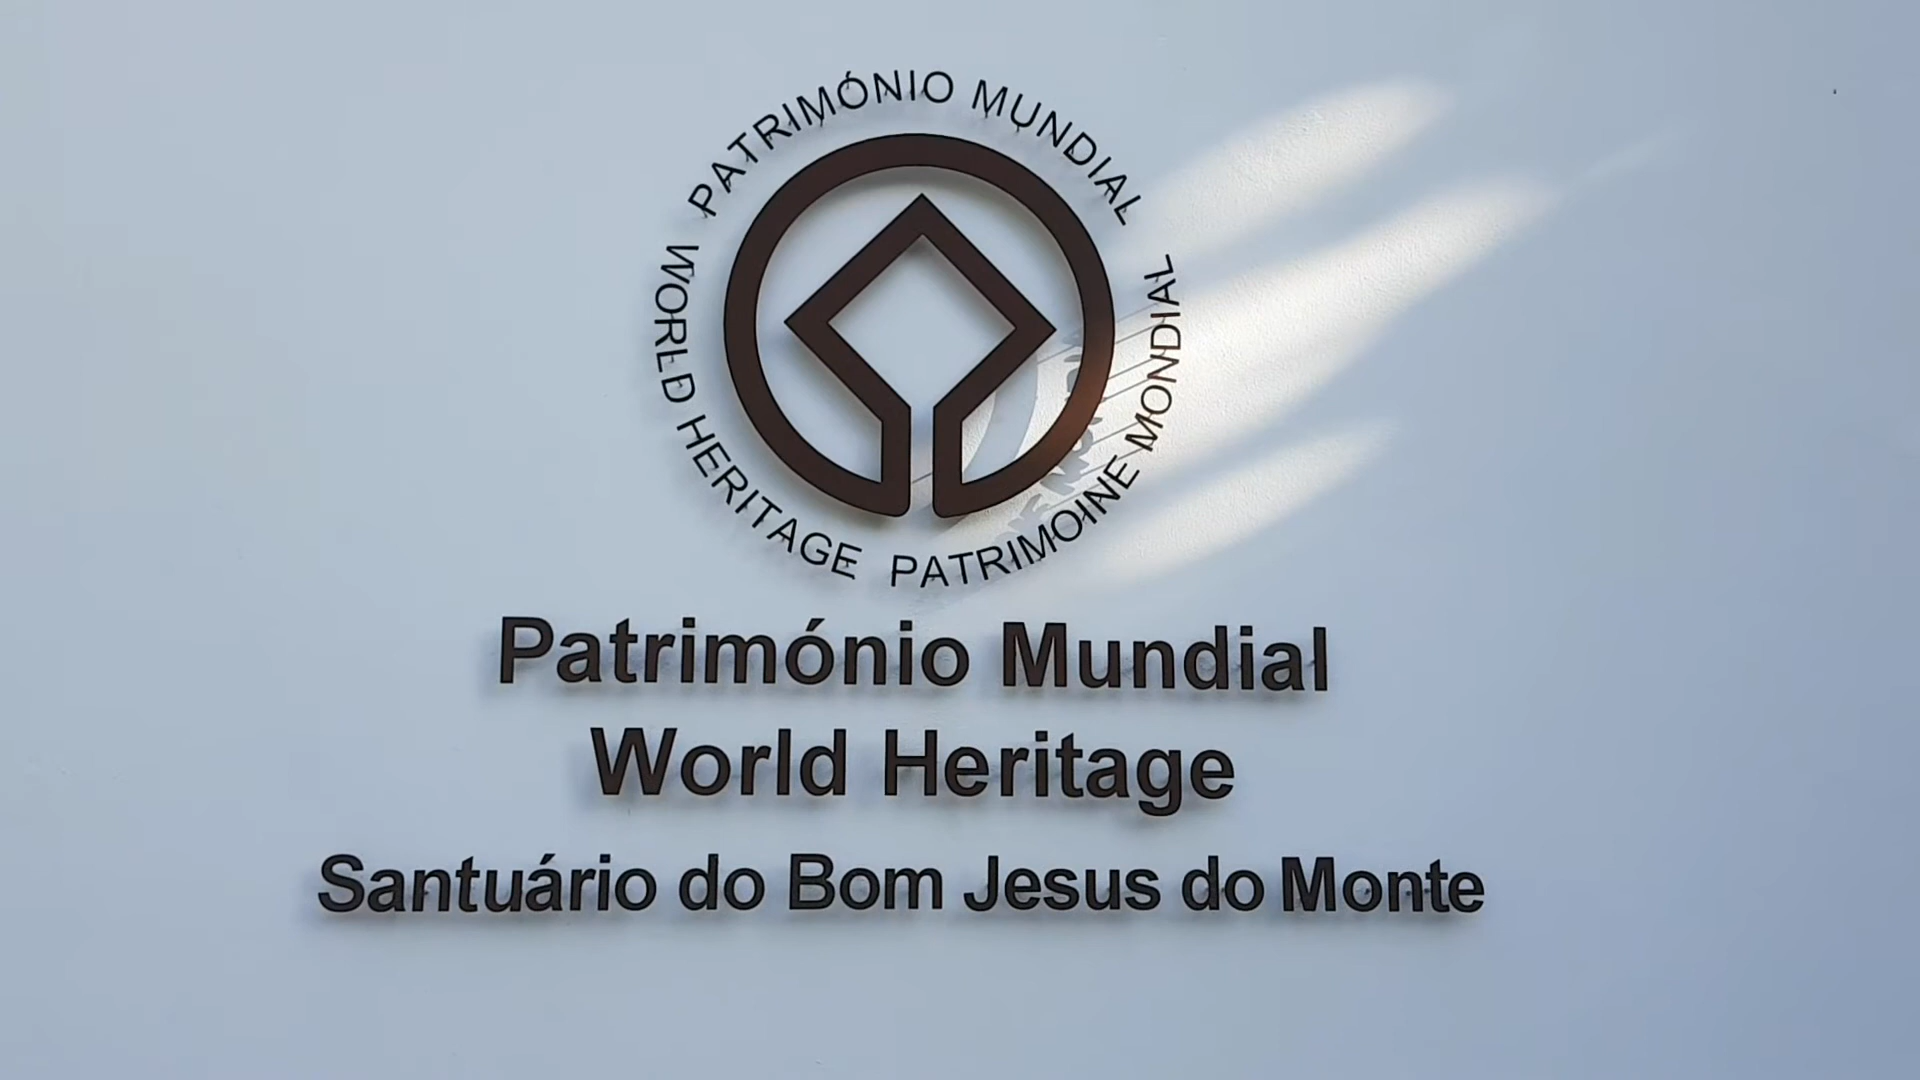 PATRIMÓNIO MUNDIAL
WORLD HERITAGE
PATRIMOINE MONDIAL
Património Mundial
World Heritage
Santuário do Bom Jesus do Monte